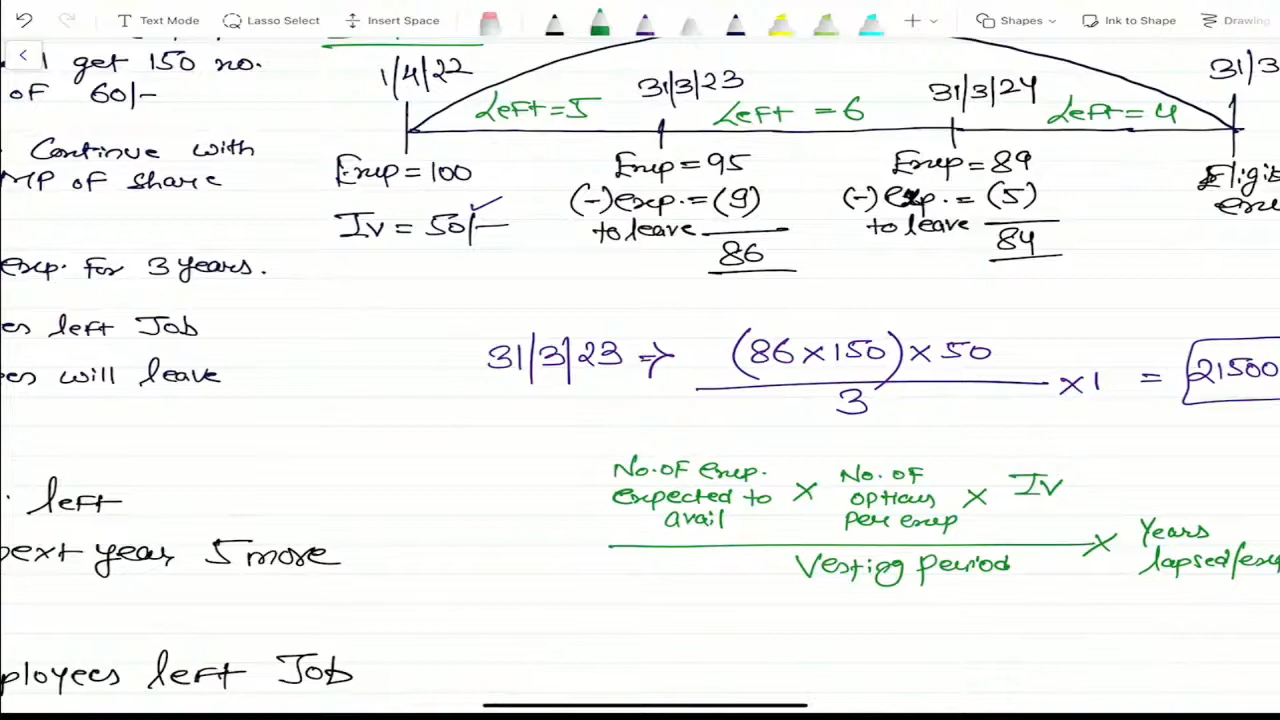 Text Mode Lasso Select Insert Space + Shapes Ink to Shape Drawing
1 get 150 no.
of 60/-
Continue with
MP of share
exp. For 3 years.
es left Job
ees will leave
left
next year 5 more
ployees left Job
1/4/22 31/3/23 31/3/24 31/3
Left=5 Left = 6 Left = 4
Emp = 100 Emp = 95 Emp = 89
(-) exp. = (9) (-) exp. = (5)
to leave to leave
Iv = 50/-
86 84
31/3/23 ⇒ (86 × 150) × 50
3
× 1 = 21500
No. of emp. expected to avail × No. of options per emp × Iv
Vesting period
× Years
lapsed/exp